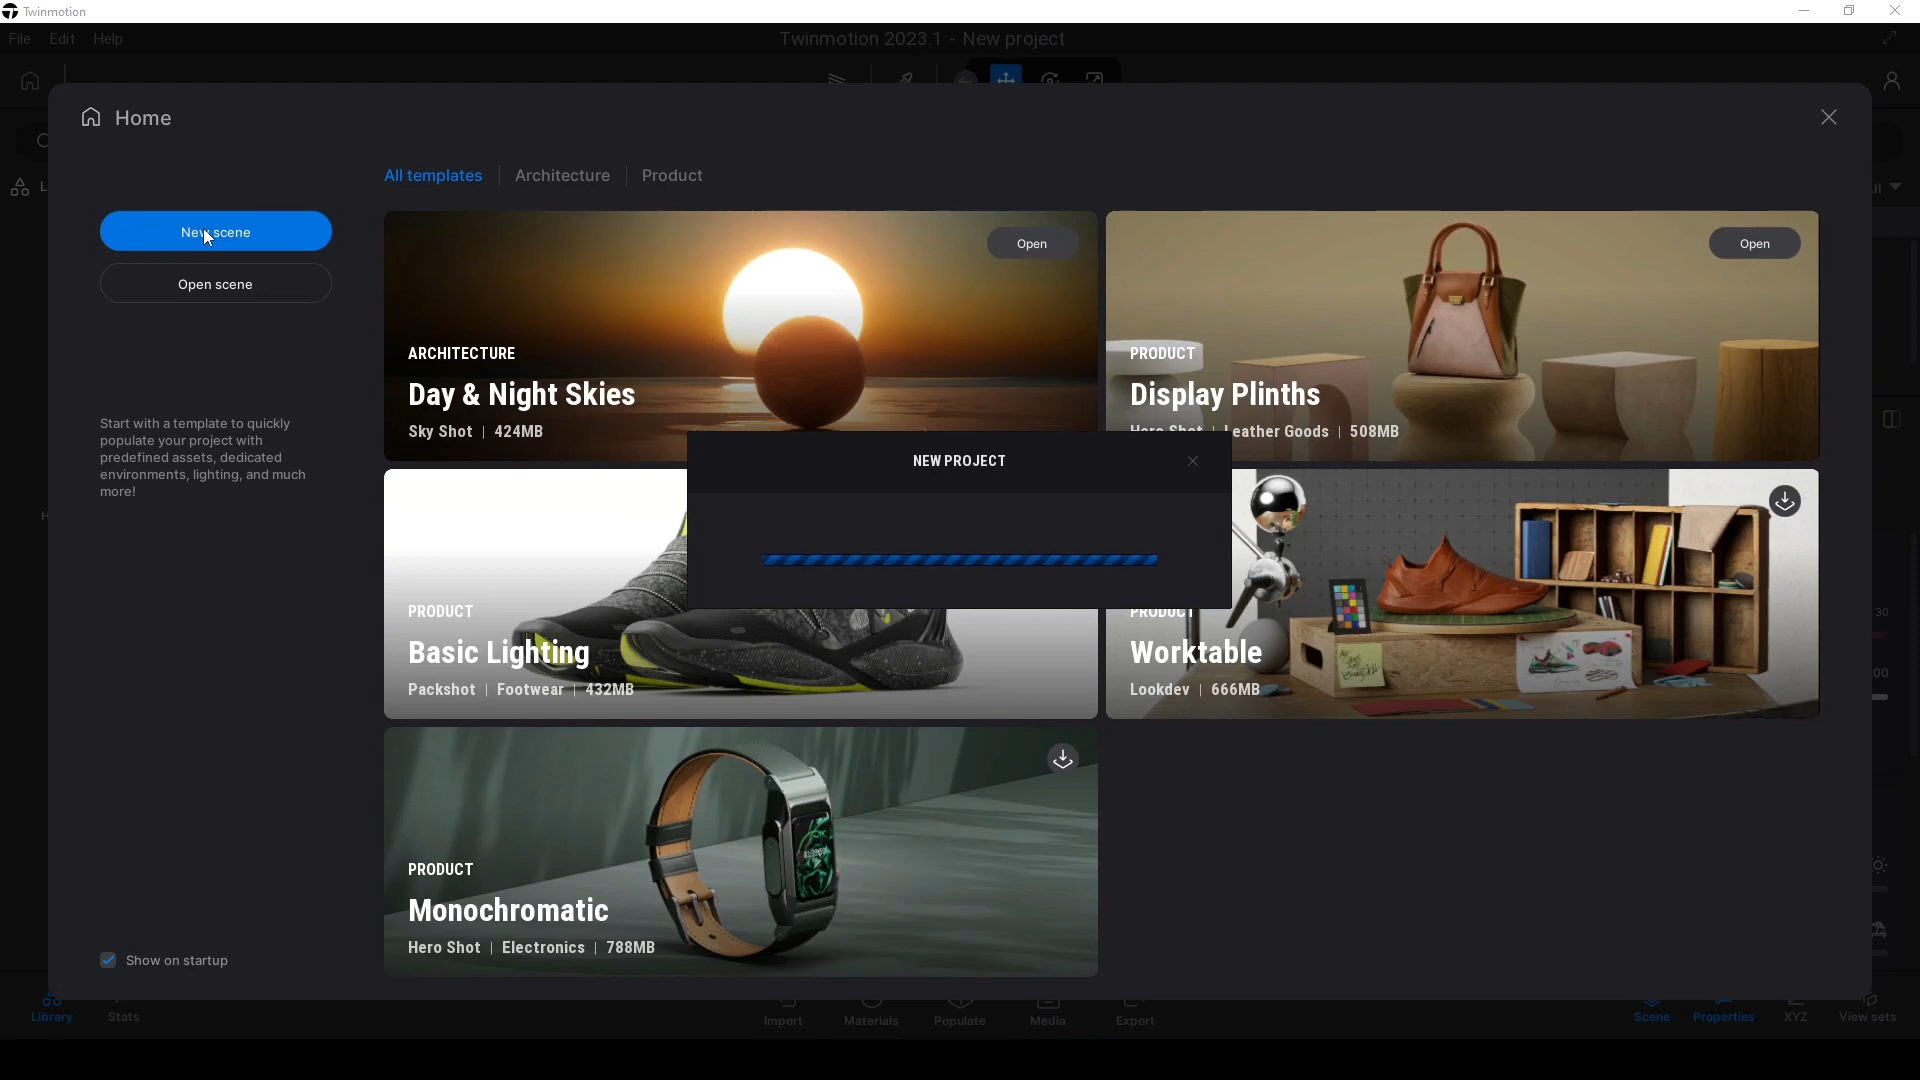 Twinmotion
File Edit Help
Twinmotion 2023.1 - New project
Home
All templates Architecture Product
New scene
Open scene
Start with a template to quickly
populate your project with
predefined assets, dedicated
environments, lighting, and much
more!
Show on startup
Open
ARCHITECTURE
Day & Night Skies
Sky Shot | 424MB
Open
PRODUCT
Display Plinths
Hero Shot | Leather Goods | 508MB
NEW PROJECT
PRODUCT
Basic Lighting
Packshot | Footwear | 432MB
PRODUCT
Worktable
Lookdev | 666MB
PRODUCT
Monochromatic
Hero Shot | Electronics | 788MB
Library Stats Import Materials Populate Media Export Scene Properties XYZ View sets